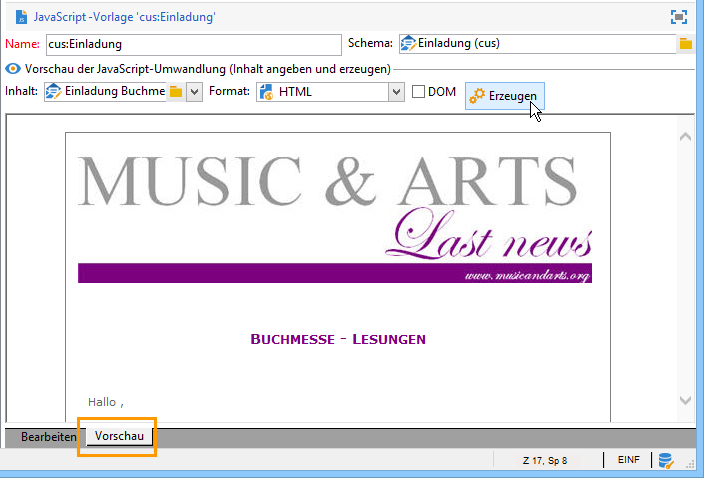 JavaScript -Vorlage 'cus:Einladung'
Name: cus:Einladung Schema: Einladung (cus)
Vorschau der JavaScript-Umwandlung (Inhalt angeben und erzeugen)
Inhalt: Einladung Buchme Format: HTML DOM Erzeugen
MUSIC & ARTS
Last news
www.musicandarts.org
BUCHMESSE - LESUNGEN
Hallo ,
Bearbeiten Vorschau
Z 17, Sp 8 EINF